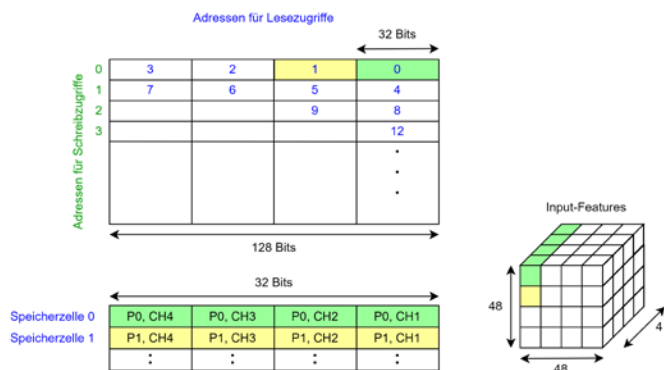 Adressen für Lesezugriffe
32 Bits
Adressen für Schreibzugriffe
0 3 2 1 0
1 7 6 5 4
2 9 8
3 12
128 Bits
32 Bits
Speicherzelle 0 P0, CH4 P0, CH3 P0, CH2 P0, CH1
Speicherzelle 1 P1, CH4 P1, CH3 P1, CH2 P1, CH1
Input-Features
48
4
48